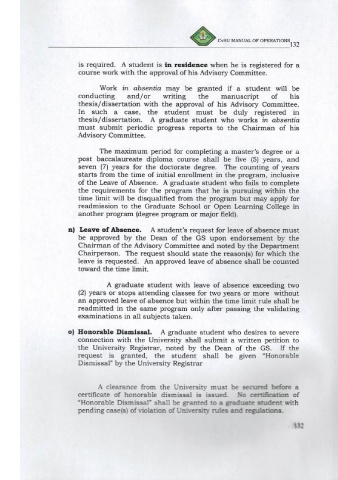 CvSU MANUAL OF OPERATIONS
132
is required. A student is in residence when he is registered for a
course work with the approval of his Advisory Committee.
Work in absentia may be granted if a student will be
conducting and/or writing the manuscript of his
thesis/dissertation with the approval of his Advisory Committee.
In such a case, the student must be duly registered in
thesis/dissertation. A graduate student who works in absentia
must submit periodic progress reports to the Chairman of his
Advisory Committee.
The maximum period for completing a master's degree or a
post baccalaureate diploma course shall be five (5) years, and
seven (7) years for the doctorate degree. The counting of years
starts from the time of initial enrollment in the program, inclusive
of the Leave of Absence. A graduate student who fails to complete
the requirements for the program that he is pursuing within the
time limit will be disqualified from the program but may apply for
readmission to the Graduate School or Open Learning College in
another program (degree program or major field).
n) Leave of Absence. A student's request for leave of absence must
be approved by the Dean of the GS upon endorsement by the
Chairman of the Advisory Committee and noted by the Department
Chairperson. The request should state the reason(s) for which the
leave is requested. An approved leave of absence shall be counted
toward the time limit.
A graduate student with leave of absence exceeding two
(2) years or stops attending classes for two years or more without
an approved leave of absence but within the time limit rule shall be
readmitted in the same program only after passing the validating
examinations in all subjects taken.
o) Honorable Dismissal. A graduate student who desires to severe
connection with the University shall submit a written petition to
the University Registrar, noted by the Dean of the GS. If the
request is granted, the student shall be given "Honorable
Dismissal" by the University Registrar
A clearance from the University must be secured before a
certificate of honorable dismissal is issued. No certification of
"Honorable Dismissal" shall be granted to a graduate student with
pending case(s) of violation of University rules and regulations.
132